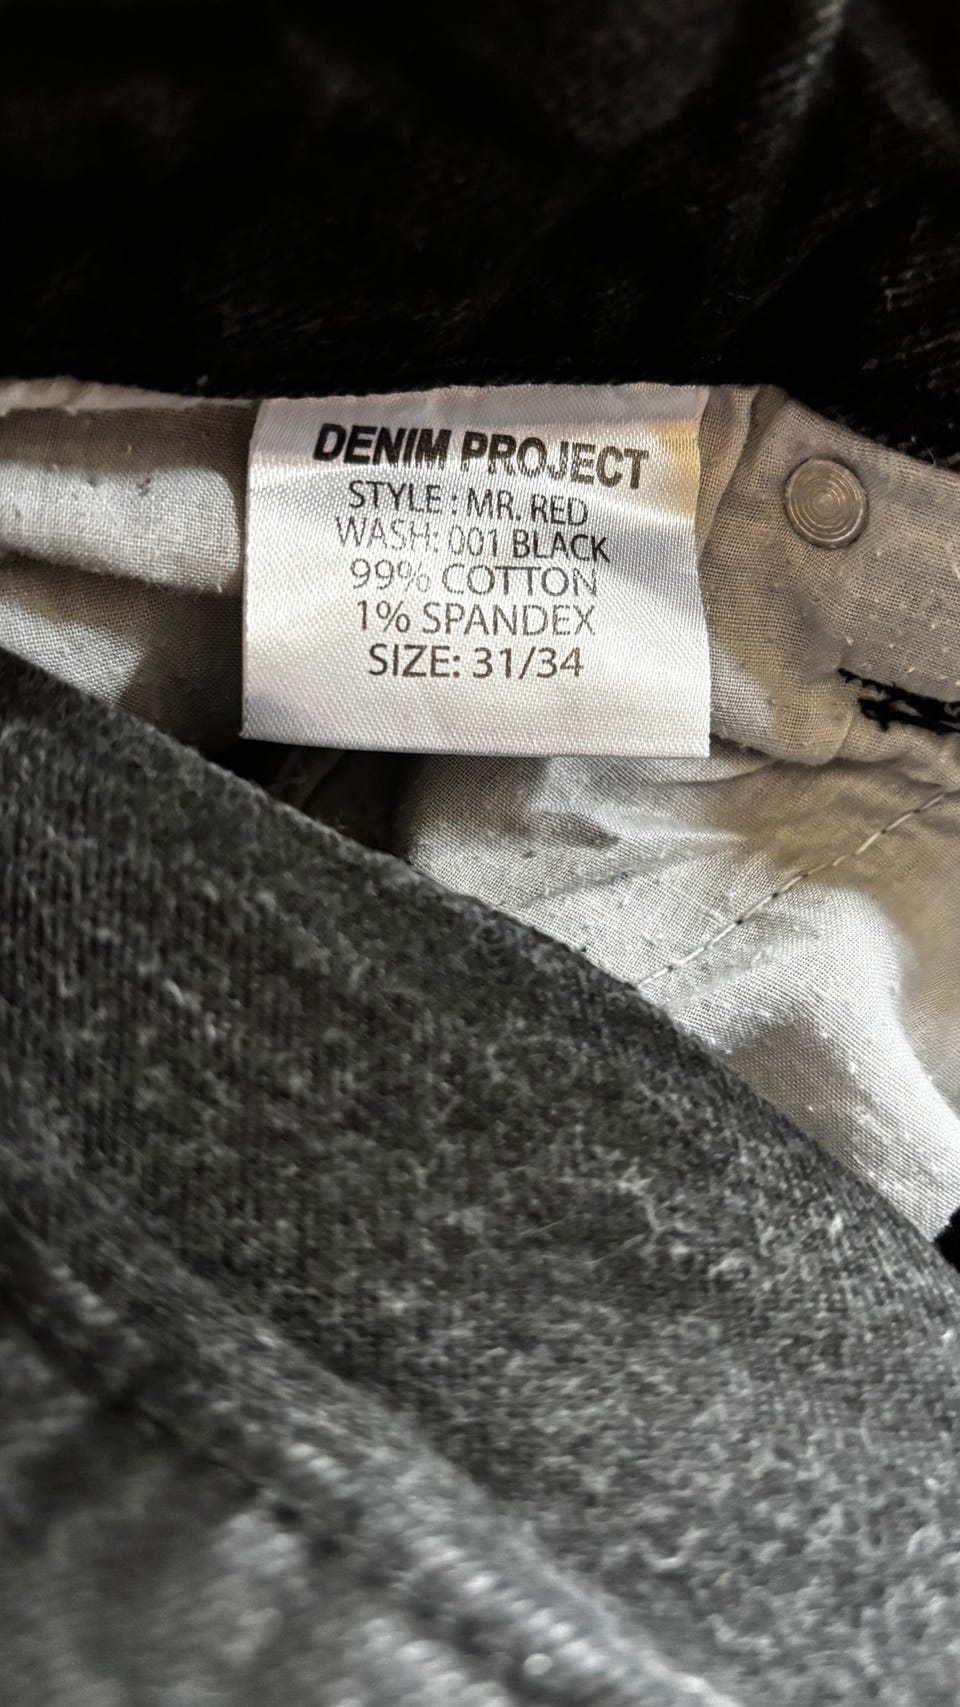 DENIM PROJECT
STYLE : MR. RED
WASH: 001 BLACK
99% COTTON
1% SPANDEX
SIZE: 31/34